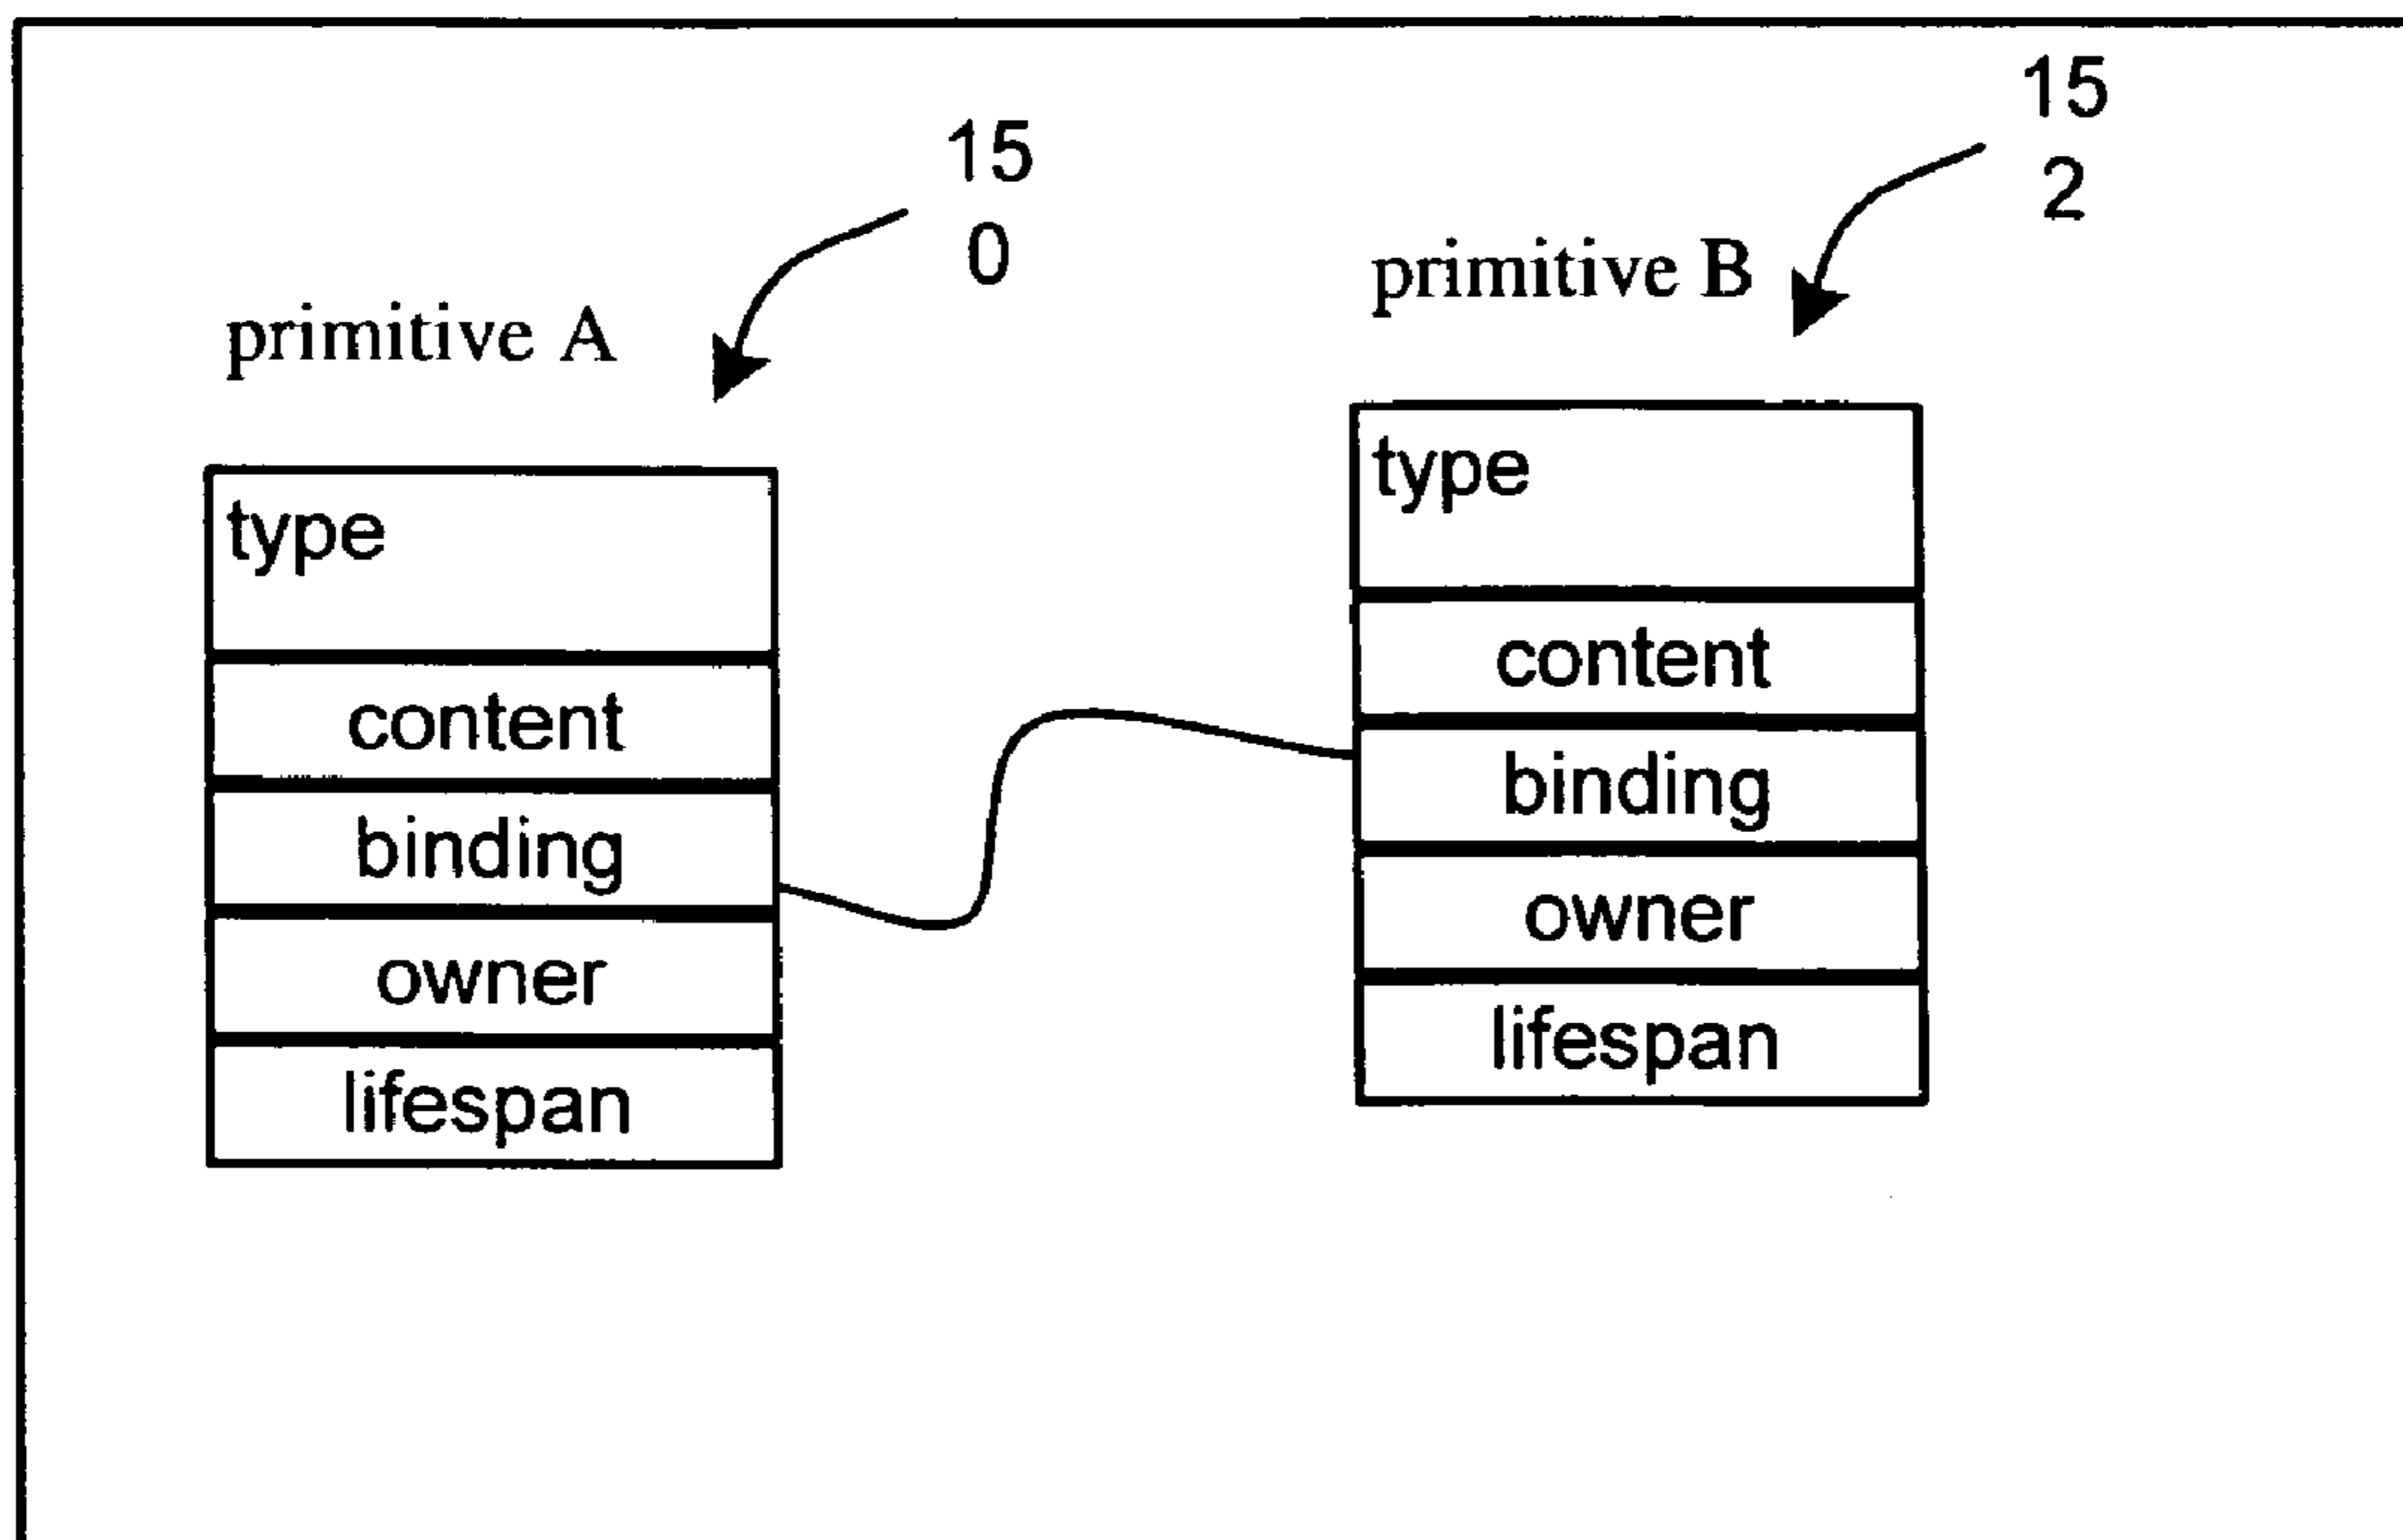 15
0
primitive A
type
content
binding
owner
lifespan
15
2
primitive B
type
content
binding
owner
lifespan